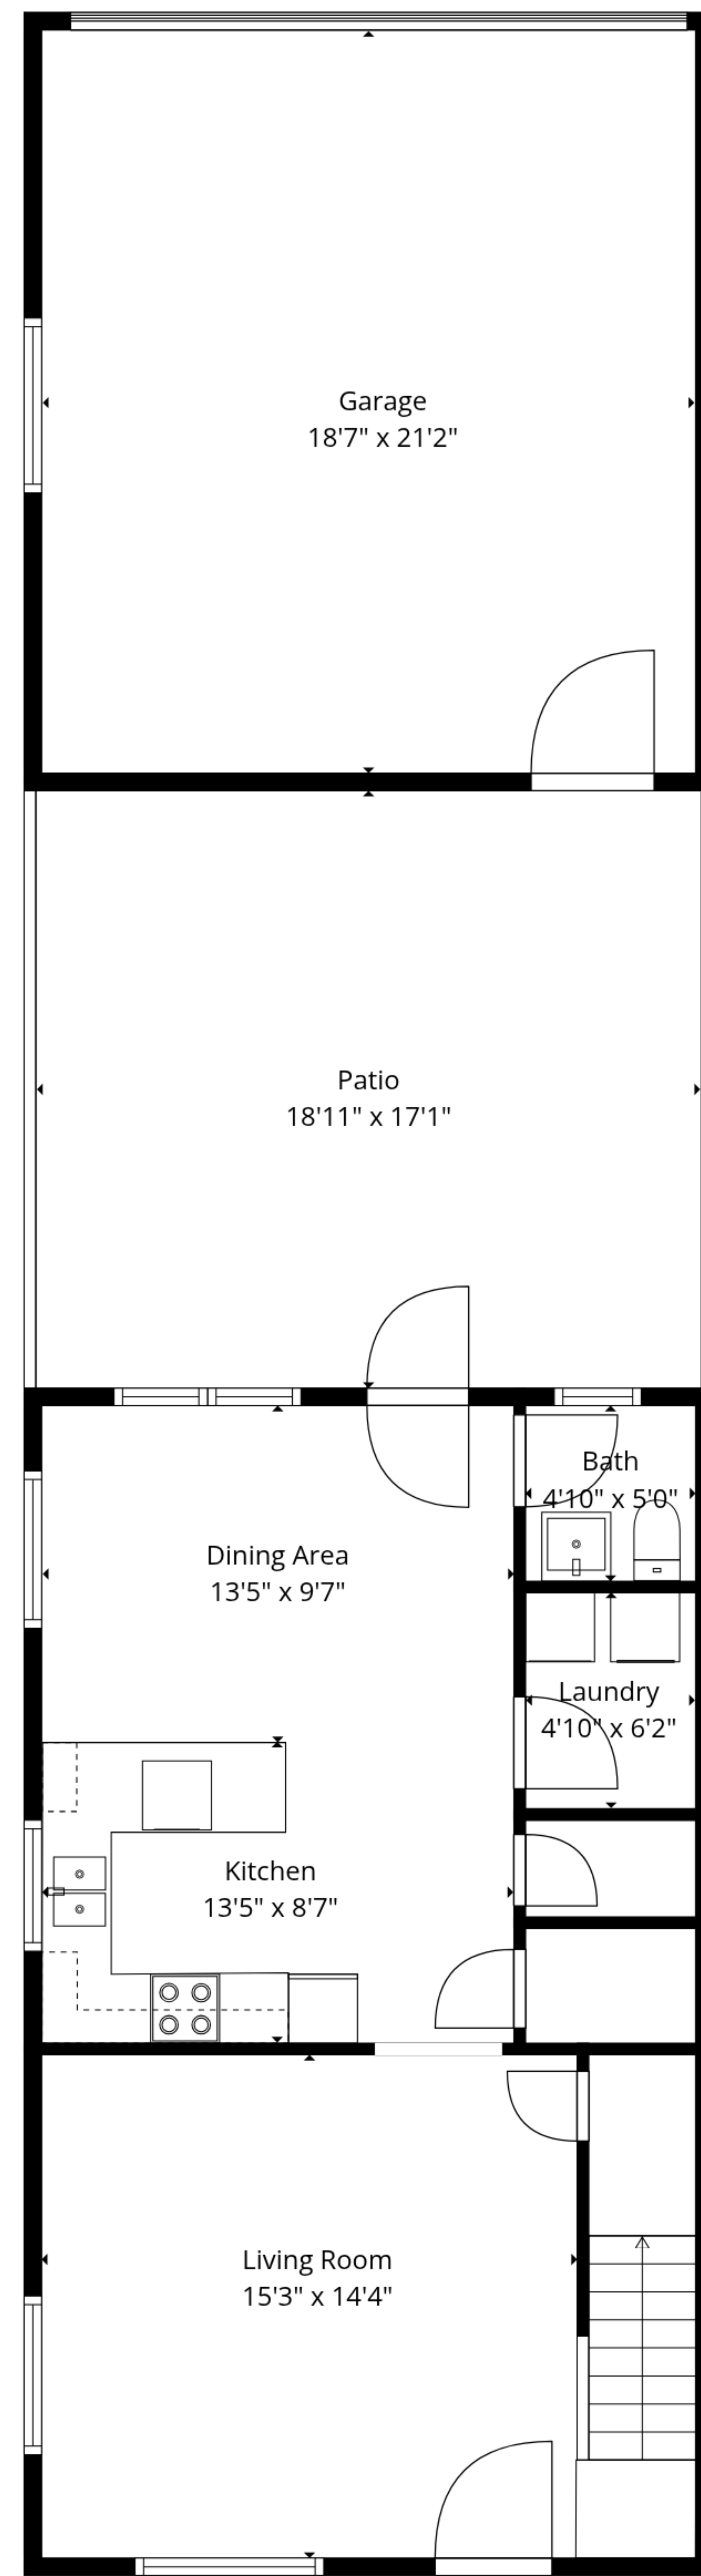 Garage
18'7" x 21'2"
Patio
18'11" x 17'1"
Bath
4'10" x 5'0"
Dining Area
13'5" x 9'7"
Laundry
4'10" x 6'2"
Kitchen
13'5" x 8'7"
Living Room
15'3" x 14'4"